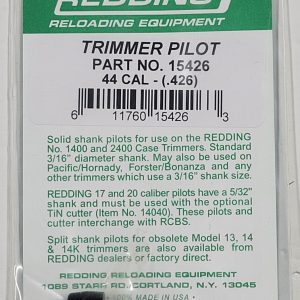 REDDING
RELOADING EQUIPMENT
TRIMMER PILOT
PART NO. 15426
44 CAL - (.426)
6 11760 15426 3
Solid shank pilots for use on the REDDING
No. 1400 and 2400 Case Trimmers. Standard
3/16" diameter shank. May also be used on
Pacific/Hornady, Forster/Bonanza and any
other trimmers which use a 3/16" shank size.
REDDING 17 and 20 caliber pilots have a 5/32"
shank and must be used with the optional
TiN cutter (Item No. 14040). These pilots and
cutter interchange with RCBS.
Split shank pilots for obsolete Model 13, 14
& 14K trimmers are also available from
REDDING dealers or factory direct.
REDDING RELOADING EQUIPMENT
1089 STARR RD. CORTLAND, N.Y. 13045
100% MADE IN USA